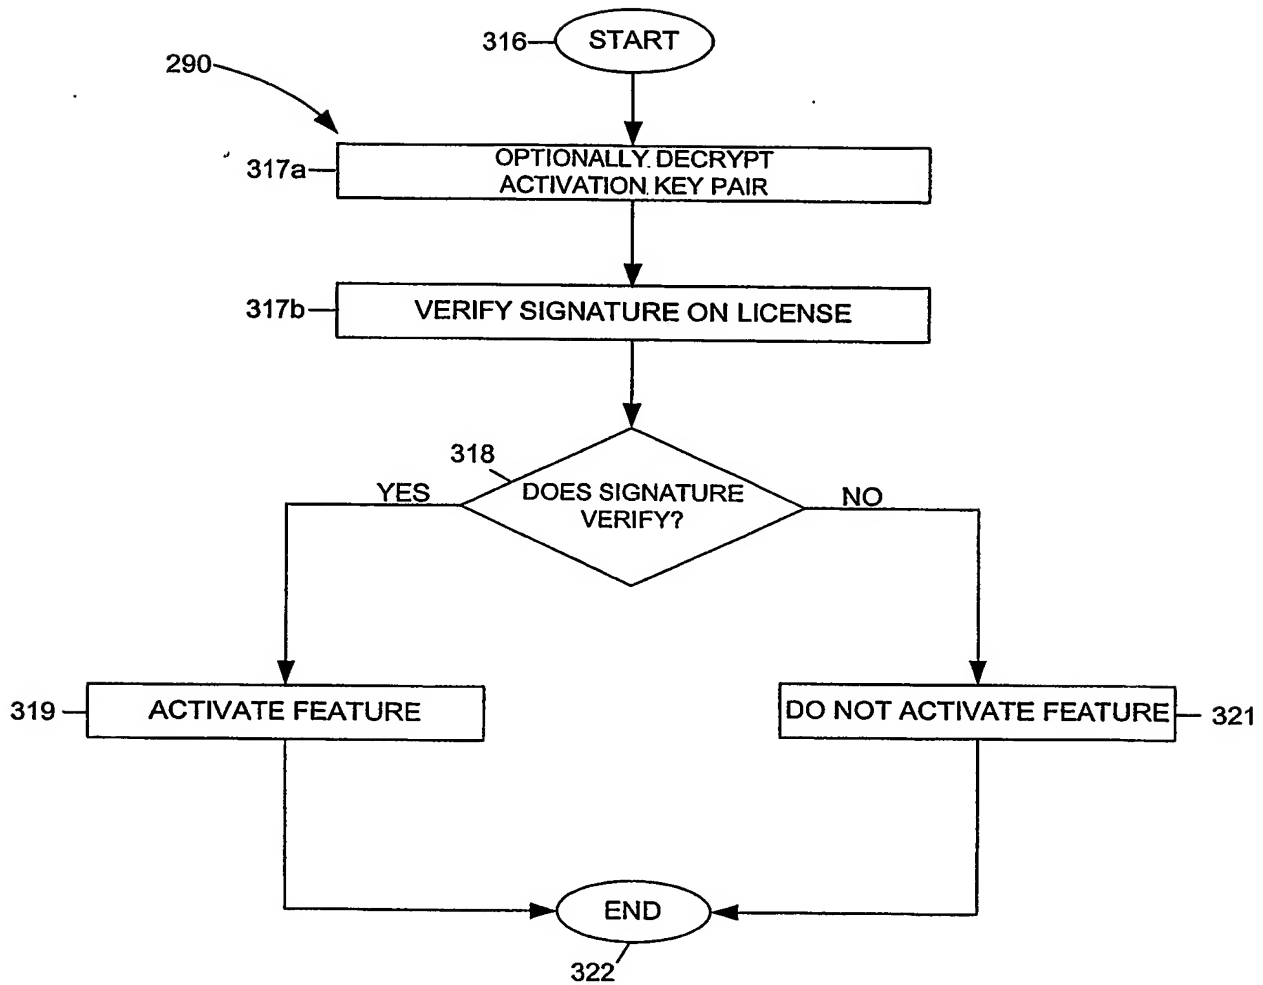 316
START
290
317a
OPTIONALLY DECRYPT
ACTIVATION KEY PAIR
317b
VERIFY SIGNATURE ON LICENSE
318
YES
DOES SIGNATURE
VERIFY?
NO
319
ACTIVATE FEATURE
DO NOT ACTIVATE FEATURE
321
END
322